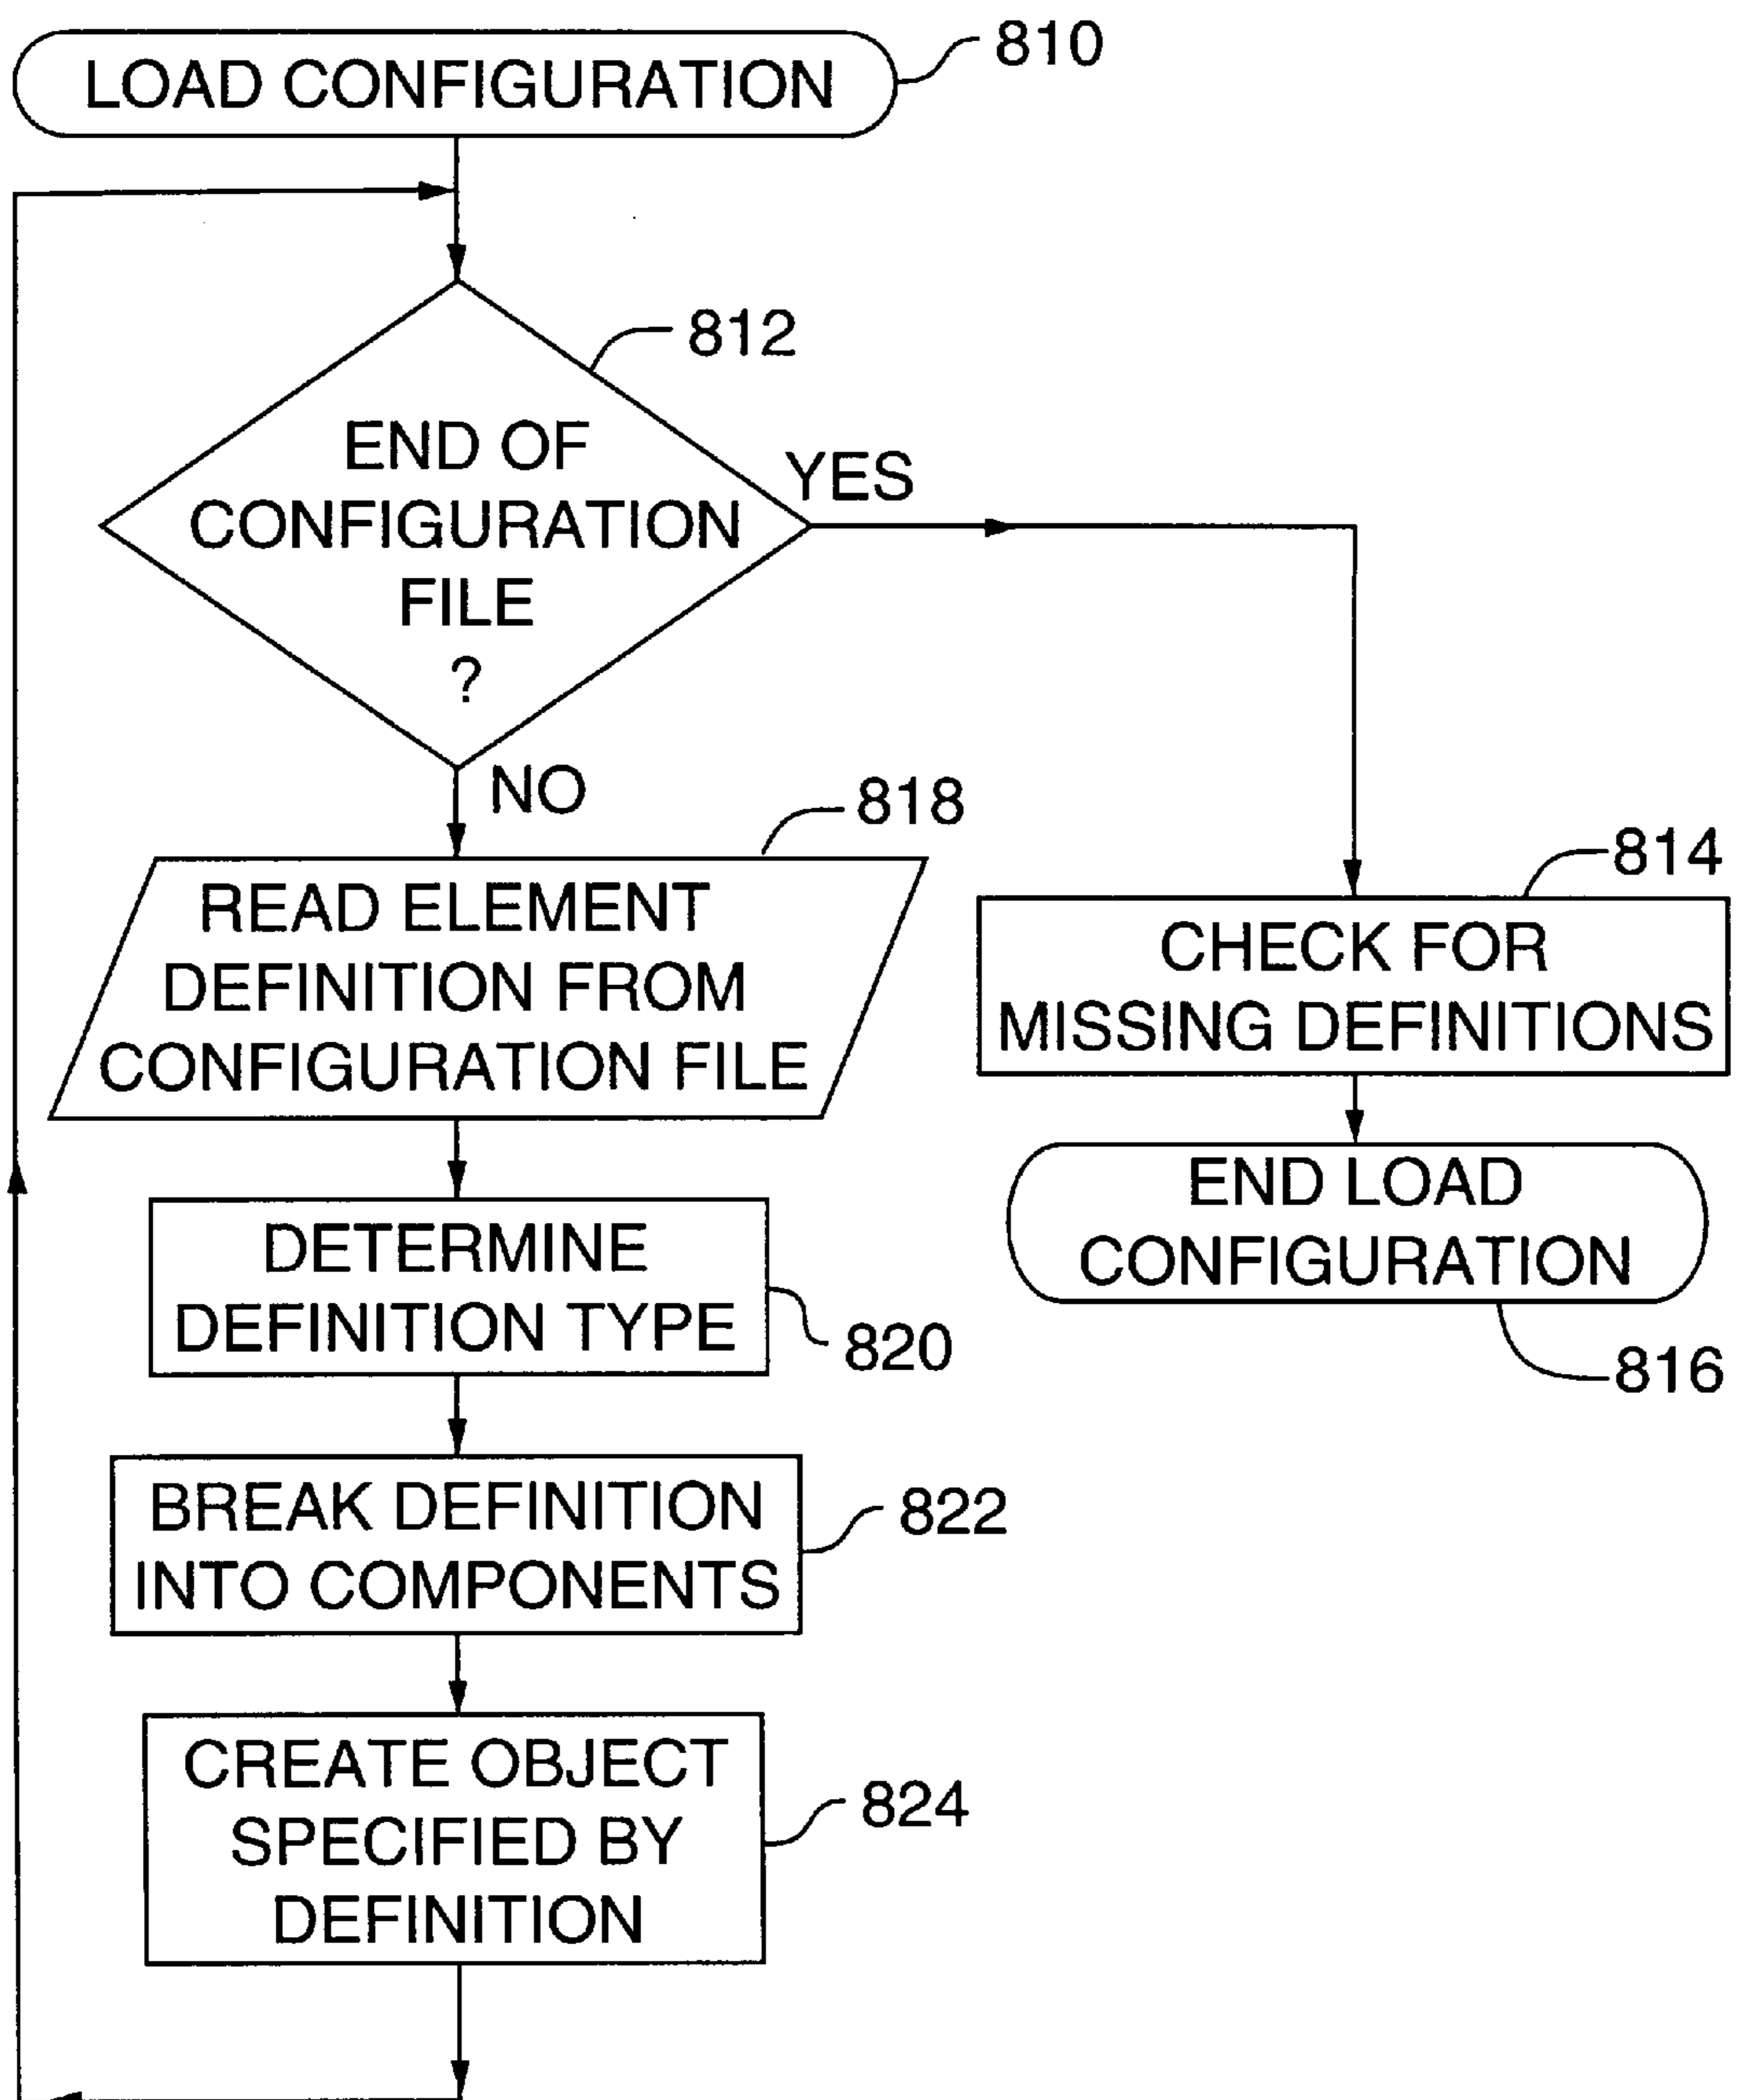 LOAD CONFIGURATION
810
812
END OF
CONFIGURATION
FILE
?
YES
NO
818
READ ELEMENT
DEFINITION FROM
CONFIGURATION FILE
814
CHECK FOR
MISSING DEFINITIONS
END LOAD
CONFIGURATION
816
DETERMINE
DEFINITION TYPE
820
BREAK DEFINITION
INTO COMPONENTS
822
CREATE OBJECT
SPECIFIED BY
DEFINITION
824